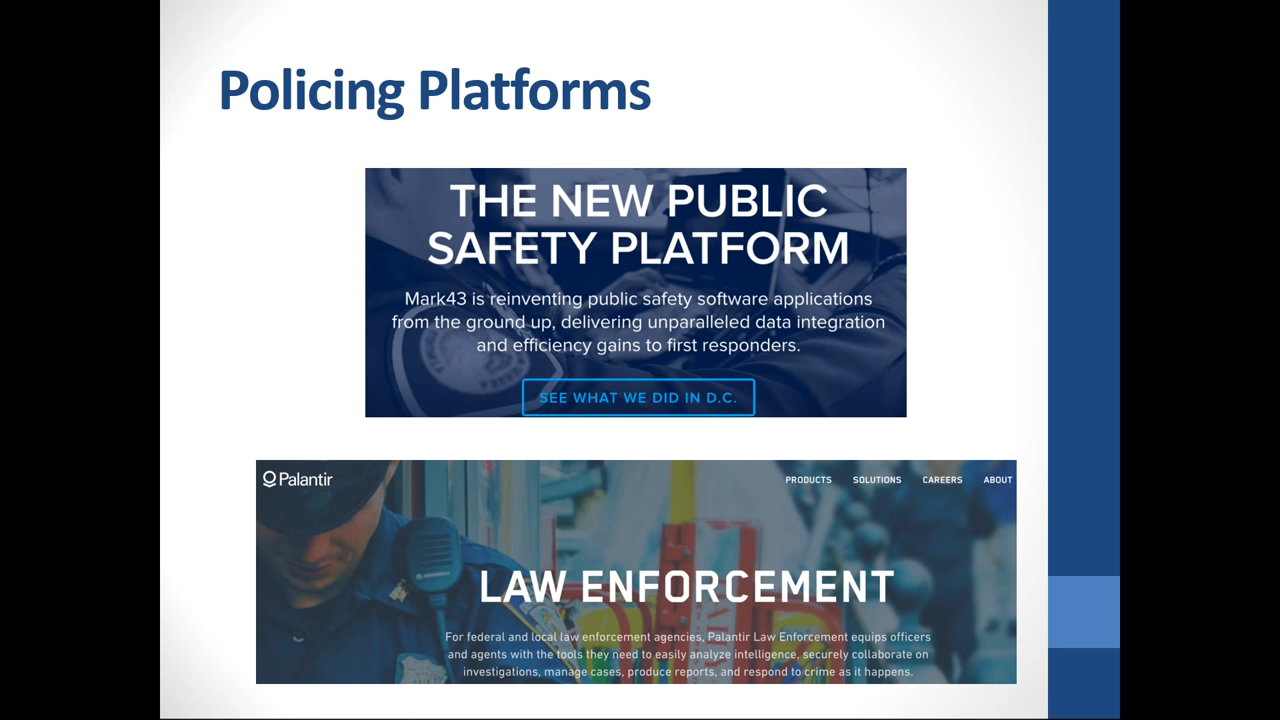 Policing Platforms
THE NEW PUBLIC
SAFETY PLATFORM
Mark43 is reinventing public safety software applications
from the ground up, delivering unparalleled data integration
and efficiency gains to first responders.
SEE WHAT WE DID IN D.C.
Palantir
PRODUCTS SOLUTIONS CAREERS ABOUT
LAW ENFORCEMENT
For federal and local law enforcement agencies, Palantir Law Enforcement equips officers
and agents with the tools they need to easily analyze intelligence, securely collaborate on
investigations, manage cases, produce reports, and respond to crime as it happens.